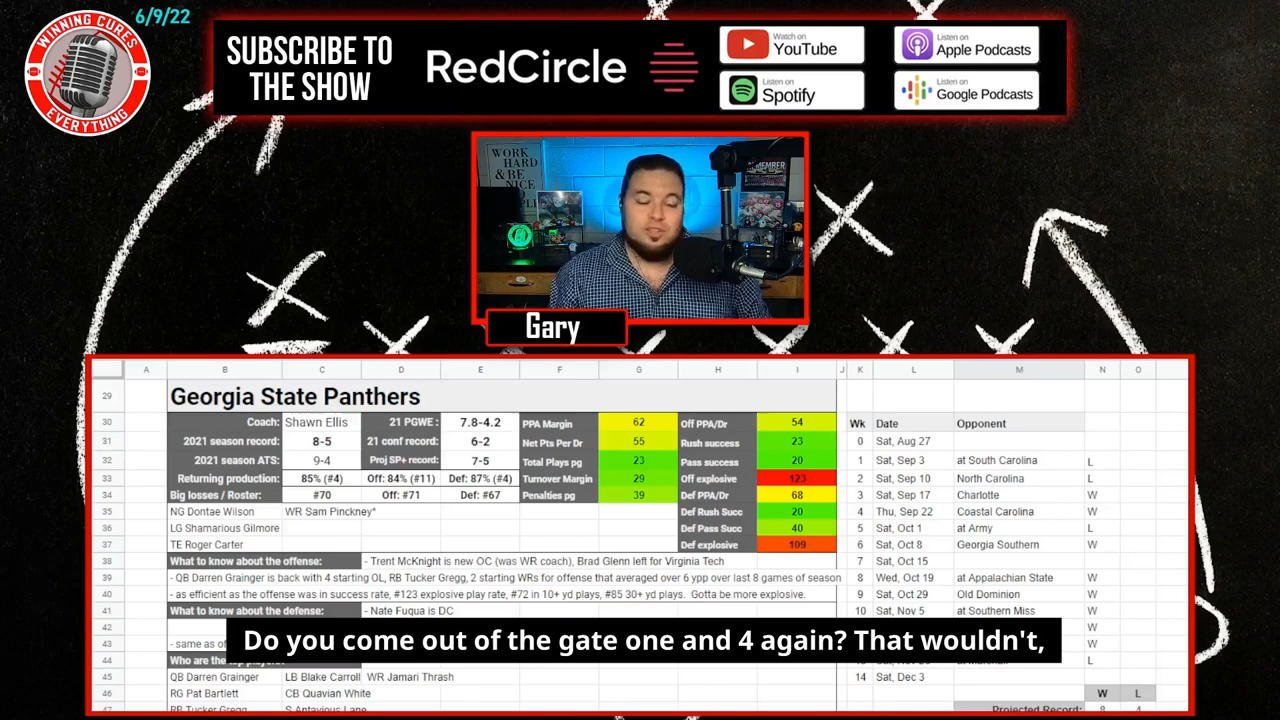 WINNING CURES
EVERYTHING
6/9/22
SUBSCRIBE TO
THE SHOW
RedCircle
Watch on
YouTube
Listen on
Apple Podcasts
Listen on
Spotify
Listen on
Google Podcasts
WORK
HARD
& BE
NICE
Gary
A B C D E F G H I J K L M N O
29 Georgia State Panthers
30 Coach: Shawn Ellis 21 PGWE : 7.8-4.2 PPA Margin 62 Off PPA/Dr 54 Wk Date Opponent
31 2021 season record: 8-5 21 conf record: 6-2 Net Pts Per Dr 55 Rush success 23 0 Sat, Aug 27
32 2021 season ATS: 9-4 Proj SP+ record: 7-5 Total Plays pg 23 Pass success 20 1 Sat, Sep 3 at South Carolina L
33 Returning production: 85% (#4) Off: 84% (#11) Def: 87% (#4) Turnover Margin 29 Off explosive 123 2 Sat, Sep 10 North Carolina L
34 Big losses / Roster: #70 Off: #71 Def: #67 Penalties pg 39 Def PPA/Dr 68 3 Sat, Sep 17 Charlotte W
35 NG Dontae Wilson WR Sam Pinckney* Def Rush Succ 20 4 Thu, Sep 22 Coastal Carolina W
36 LG Shamarious Gilmore Def Pass Succ 40 5 Sat, Oct 1 at Army L
37 TE Roger Carter Def explosive 109 6 Sat, Oct 8 Georgia Southern W
38 What to know about the offense: - Trent McKnight is new OC (was WR coach), Brad Glenn left for Virginia Tech 7 Sat, Oct 15
39 - QB Darren Grainger is back with 4 starting OL, RB Tucker Gregg, 2 starting WRs for offense that averaged over 6 ypp over last 8 games of season 8 Wed, Oct 19 at Appalachian State W
40 - as efficient as the offense was in success rate, #123 explosive play rate, #72 in 10+ yd plays, #85 30+ yd plays. Gotta be more explosive. 9 Sat, Oct 29 Old Dominion W
41 What to know about the defense: - Nate Fuqua is DC 10 Sat, Nov 5 at Southern Miss W
42 W
43 - same as of W
44 Who are the L
Do you come out of the gate one and 4 again? That wouldn't,
45 QB Darren Grainger LB Blake Carroll WR Jamari Thrash 14 Sat, Dec 3
46 RG Pat Bartlett CB Quavian White W L
47 RB Tucker Gregg S Antavious Lane Projected Record: 8 4